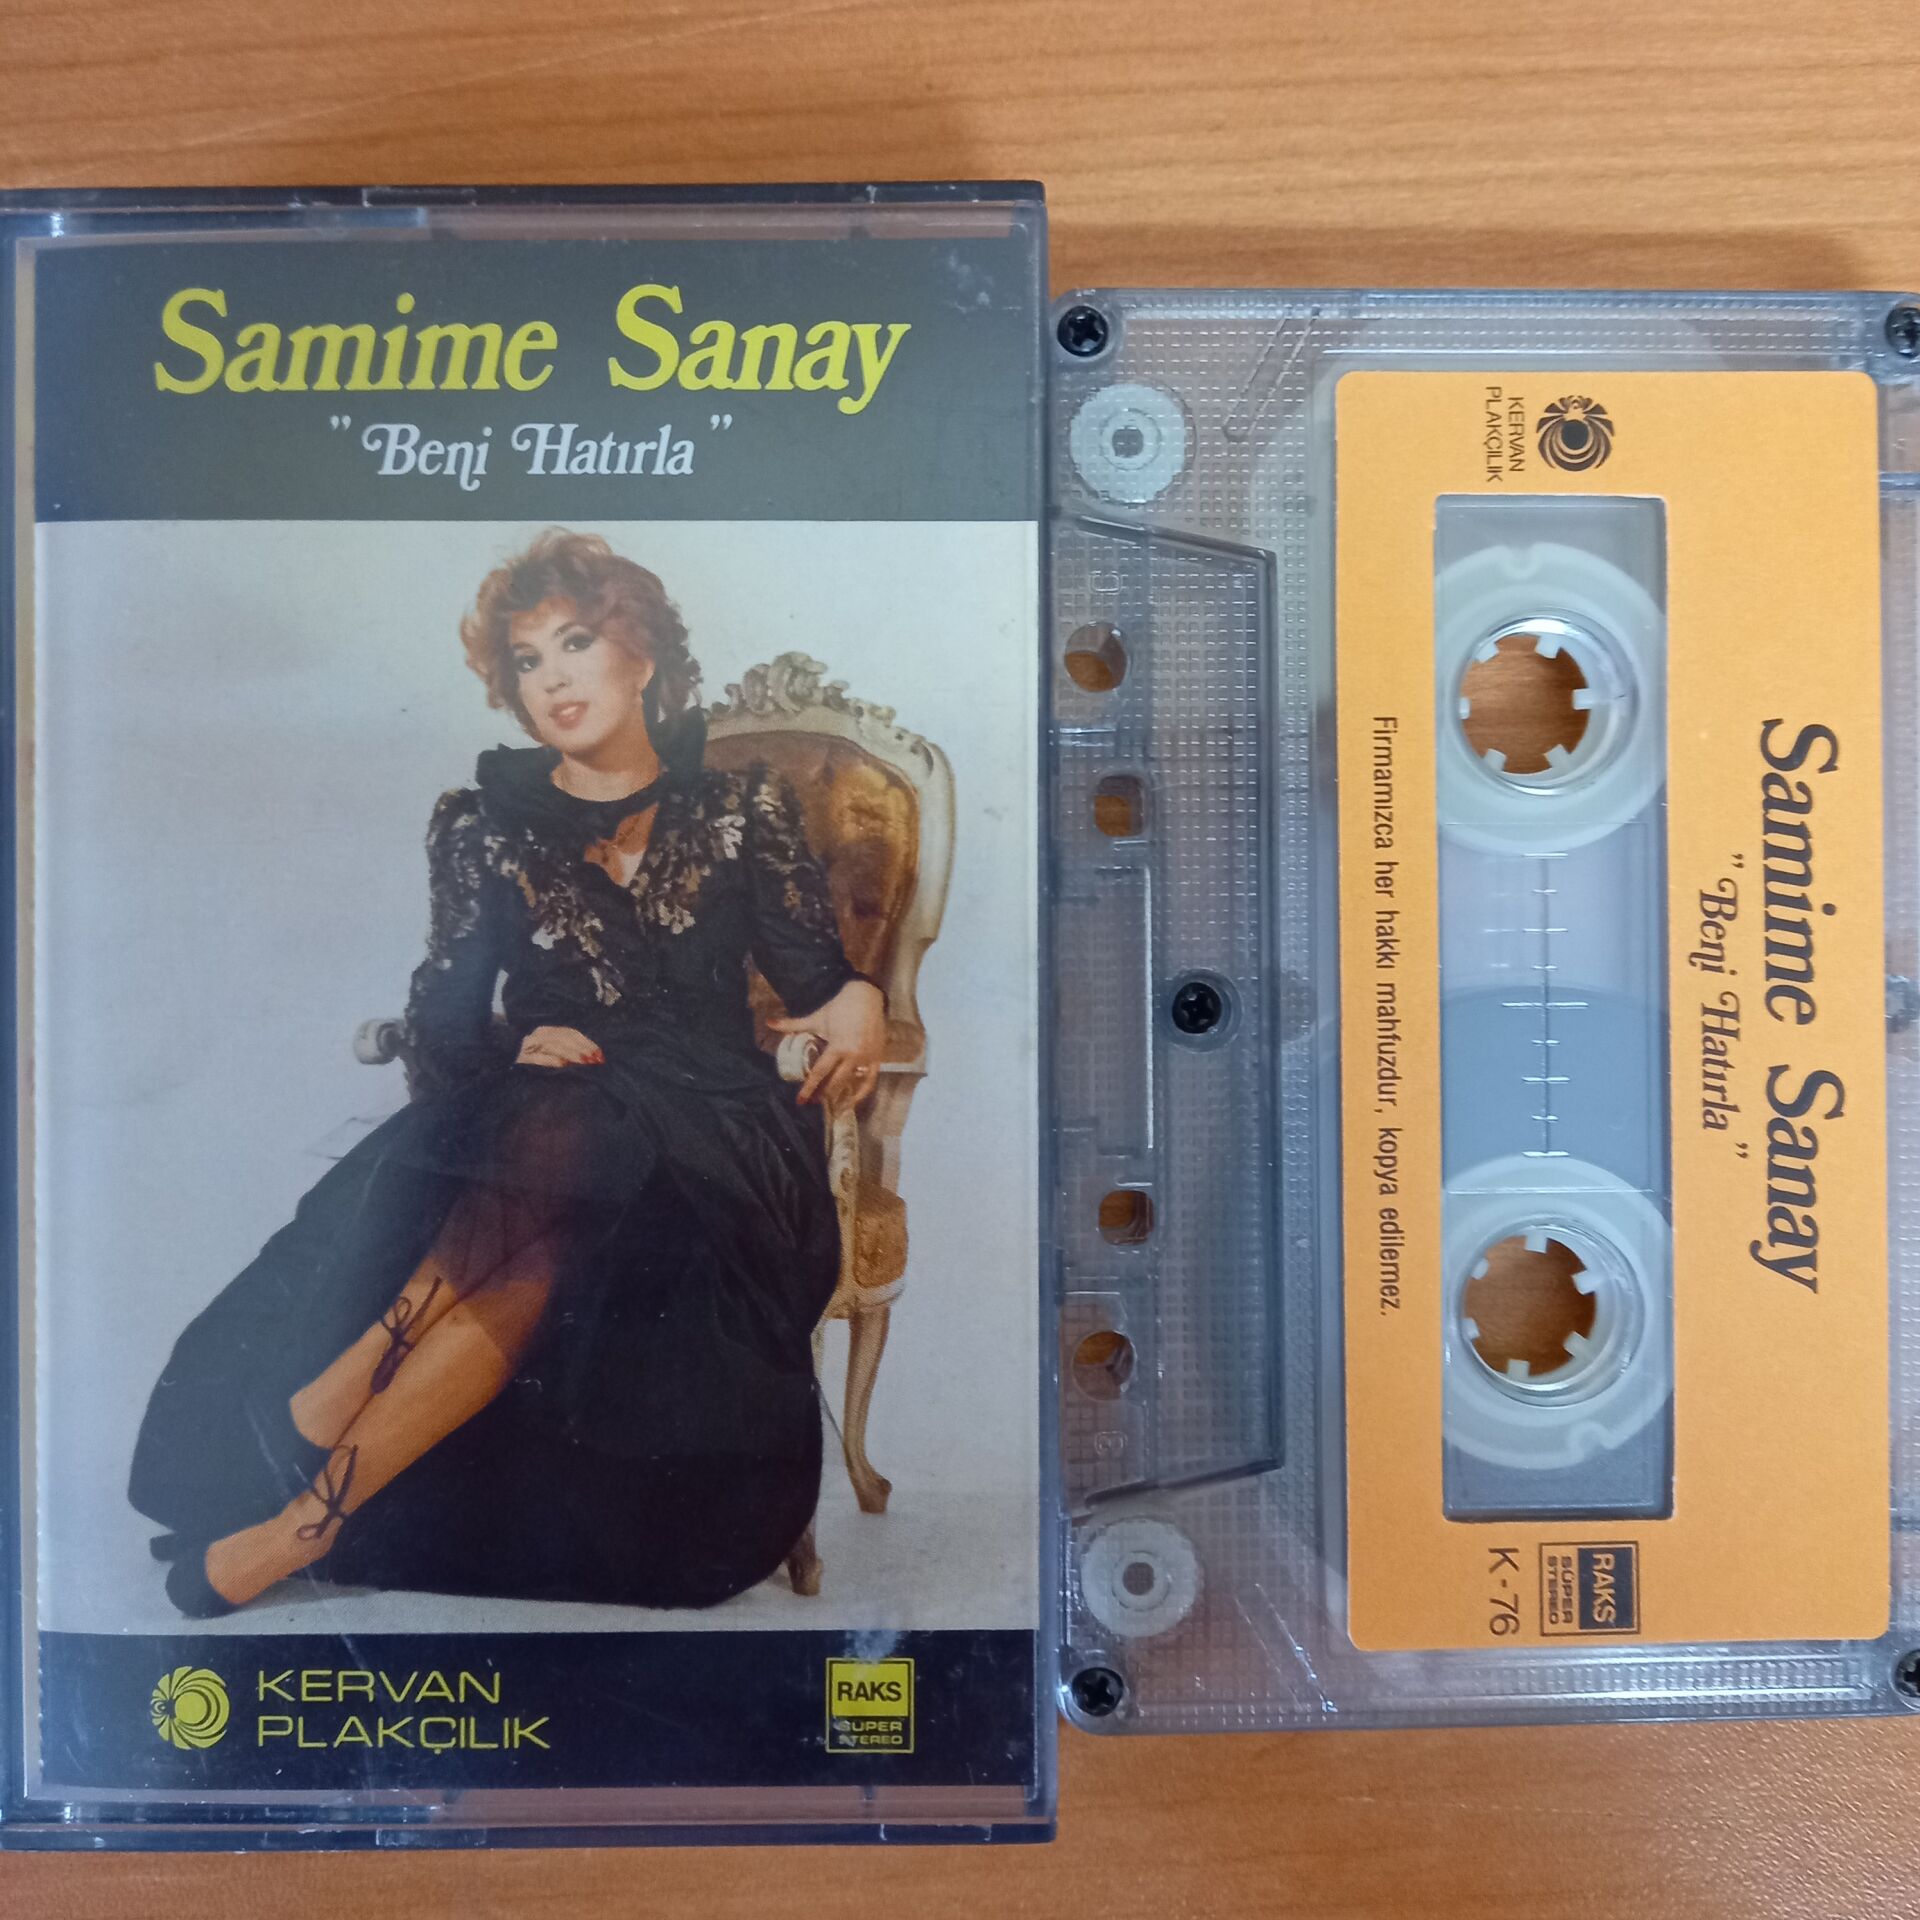 Samime Sanay
"Beni Hatırla"
KERVAN
PLAKÇILIK
RAKS
SÜPER
STEREO
KERVAN
PLAKÇILIK
Samime Sanay
"Beni Hatırla"
Firmamızca her hakkı mahfuzdur, kopya edilemez.
RAKS
SÜPER
STEREO
K-76